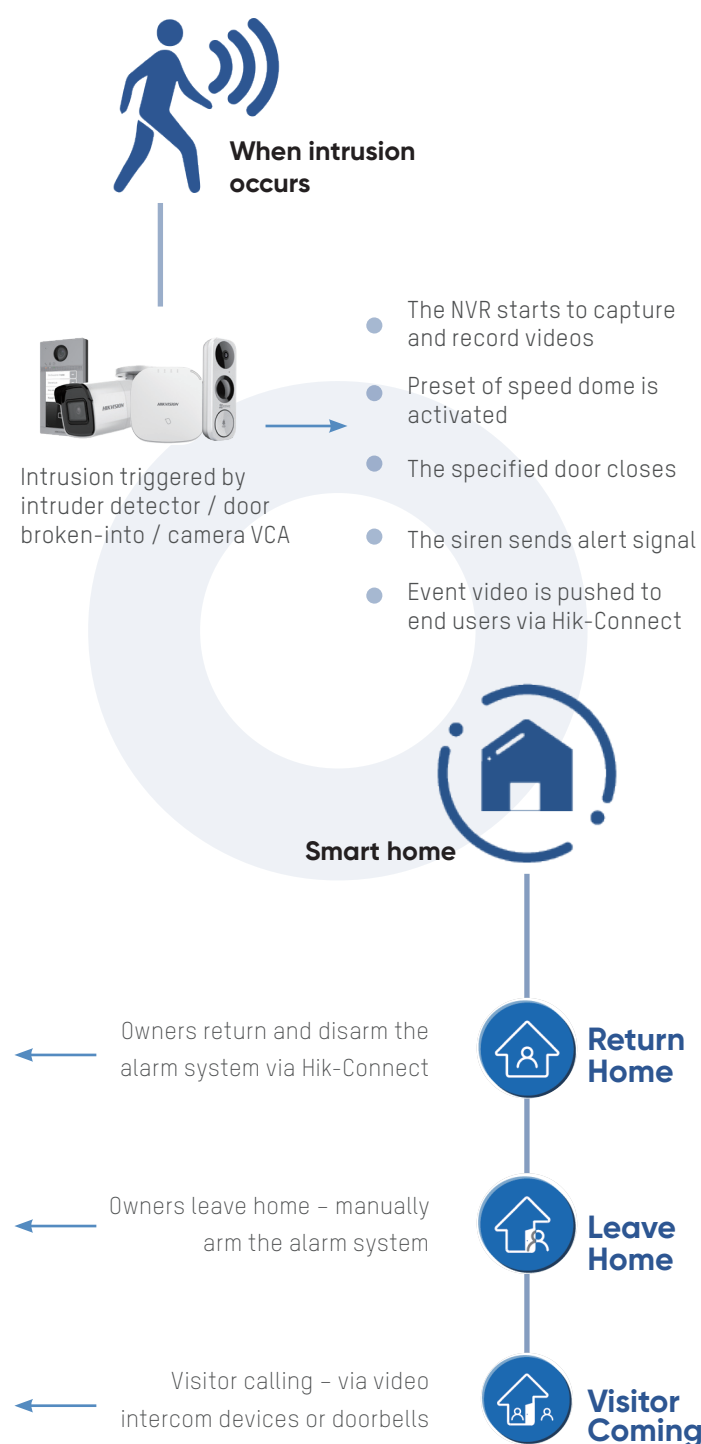 When intrusion
occurs
The NVR starts to capture
and record videos
Preset of speed dome is
activated
The specified door closes
The siren sends alert signal
Event video is pushed to
end users via Hik-Connect
HIKVISION
HIKVISION
Intrusion triggered by
intruder detector / door
broken-into / camera VCA
Smart home
Owners return and disarm the
alarm system via Hik-Connect
Return
Home
Owners leave home – manually
arm the alarm system
Leave
Home
Visitor calling – via video
intercom devices or doorbells
Visitor
Coming